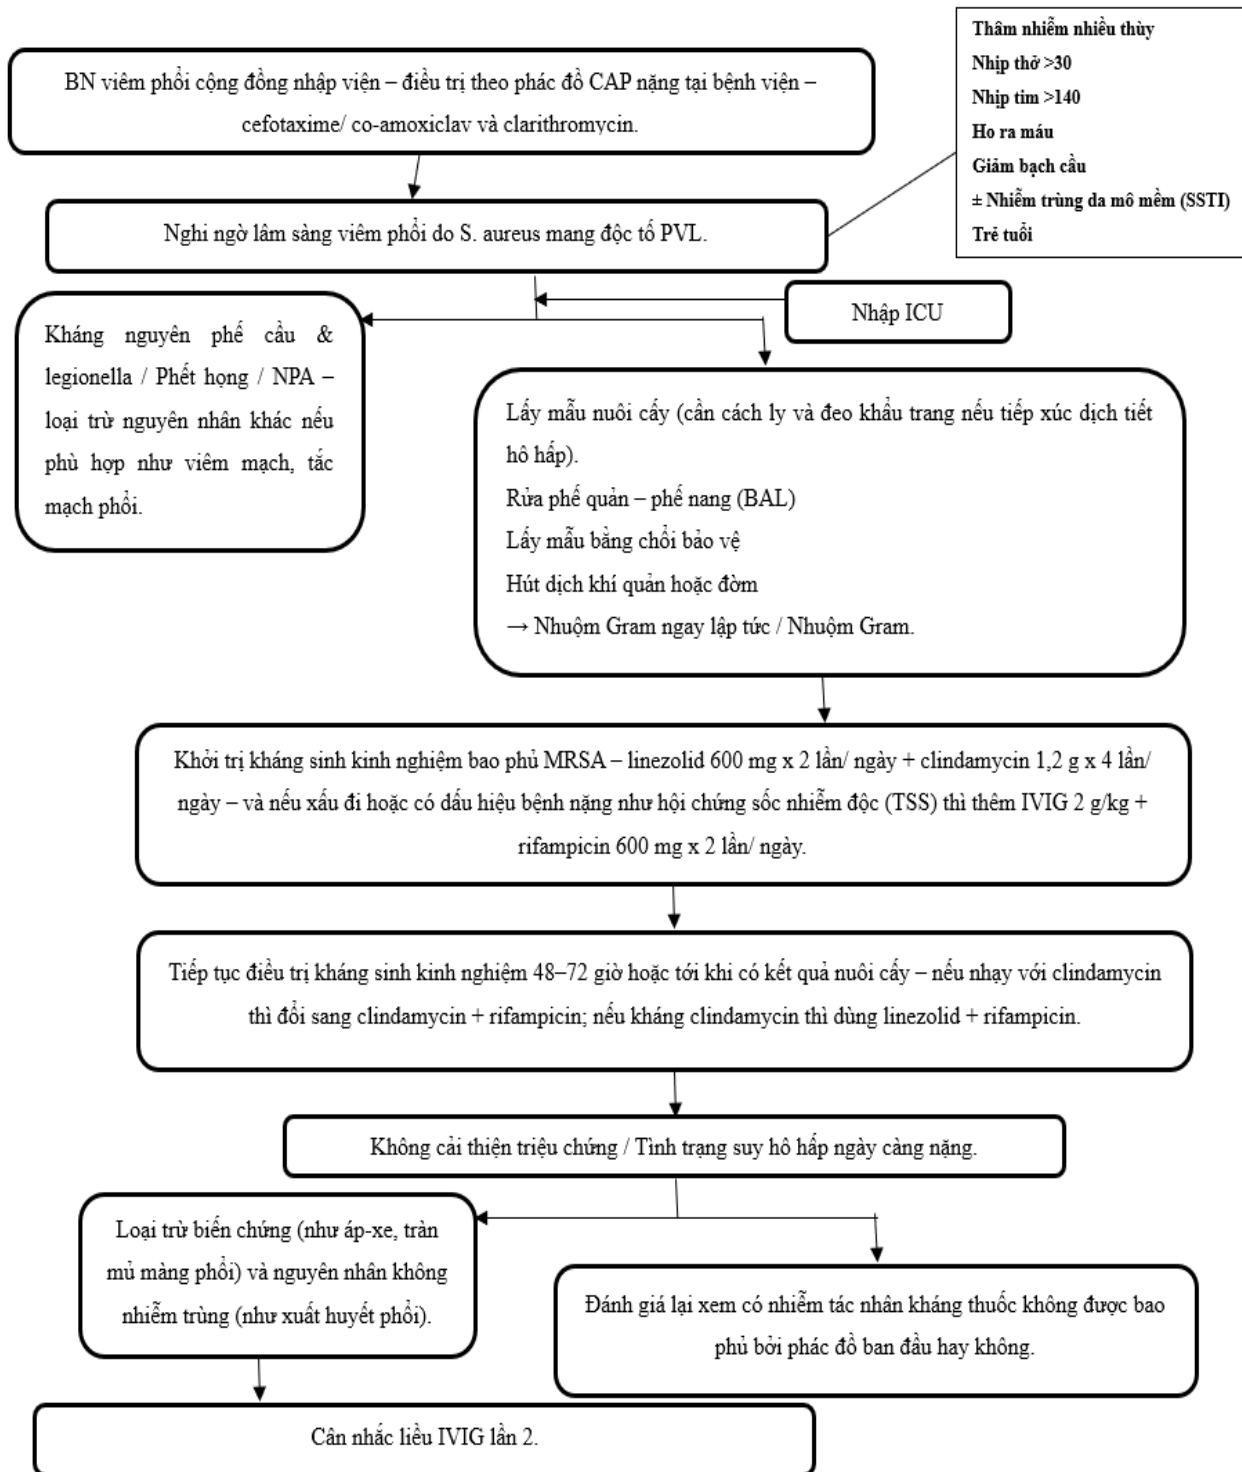 Thâm nhiễm nhiều thùy
Nhịp thở >30
Nhịp tim >140
Ho ra máu
Giảm bạch cầu
± Nhiễm trùng da mô mềm (SSTI)
Trẻ tuổi
BN viêm phổi cộng đồng nhập viện – điều trị theo phác đồ CAP nặng tại bệnh viện –
cefotaxime/ co-amoxiclav và clarithromycin.
Nghi ngờ lâm sàng viêm phổi do S. aureus mang độc tố PVL.
Nhập ICU
Kháng nguyên phế cầu &
legionella / Phết họng / NPA –
loại trừ nguyên nhân khác nếu
phù hợp như viêm mạch, tắc
mạch phổi.
Lấy mẫu nuôi cấy (cần cách ly và đeo khẩu trang nếu tiếp xúc dịch tiết
hô hấp).
Rửa phế quản – phế nang (BAL)
Lấy mẫu bằng chổi bảo vệ
Hút dịch khí quản hoặc đờm
→ Nhuộm Gram ngay lập tức / Nhuộm Gram.
Khởi trị kháng sinh kinh nghiệm bao phủ MRSA – linezolid 600 mg x 2 lần/ ngày + clindamycin 1,2 g x 4 lần/
ngày – và nếu xấu đi hoặc có dấu hiệu bệnh nặng như hội chứng sốc nhiễm độc (TSS) thì thêm IVIG 2 g/kg +
rifampicin 600 mg x 2 lần/ ngày.
Tiếp tục điều trị kháng sinh kinh nghiệm 48–72 giờ hoặc tới khi có kết quả nuôi cấy – nếu nhạy với clindamycin
thì đổi sang clindamycin + rifampicin; nếu kháng clindamycin thì dùng linezolid + rifampicin.
Không cải thiện triệu chứng / Tình trạng suy hô hấp ngày càng nặng.
Loại trừ biến chứng (như áp-xe, tràn
mủ màng phổi) và nguyên nhân không
nhiễm trùng (như xuất huyết phổi).
Đánh giá lại xem có nhiễm tác nhân kháng thuốc không được bao
phủ bởi phác đồ ban đầu hay không.
Cân nhắc liều IVIG lần 2.